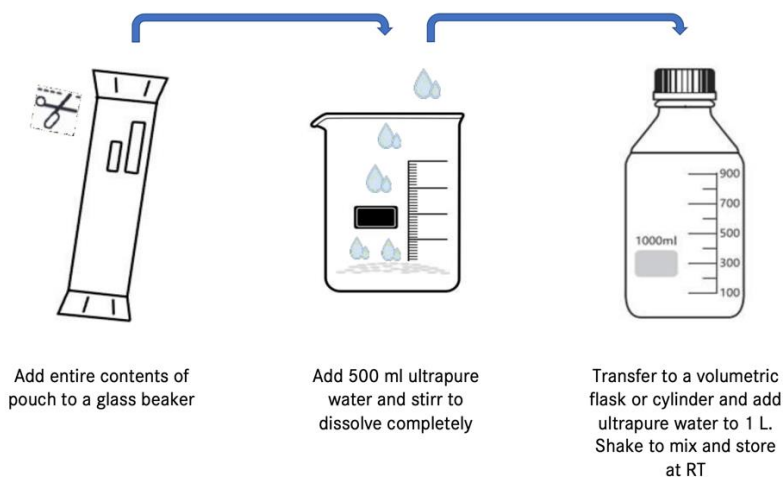 900
700
500
1000ml
300
100
Add entire contents of
pouch to a glass beaker
Add 500 ml ultrapure
water and stirr to
dissolve completely
Transfer to a volumetric
flask or cylinder and add
ultrapure water to 1 L.
Shake to mix and store
at RT